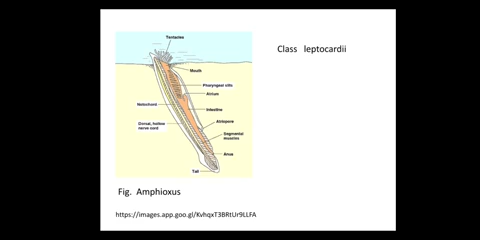 Class leptocardii
Tentacles
Mouth
Pharyngeal slits
Atrium
Notochord
Intestine
Dorsal, hollow
nerve cord
Atriopore
Segmental
muscles
Anus
Tail
Fig. Amphioxus
https://images.app.goo.gl/KvhqxT3BRtUr9LLFA